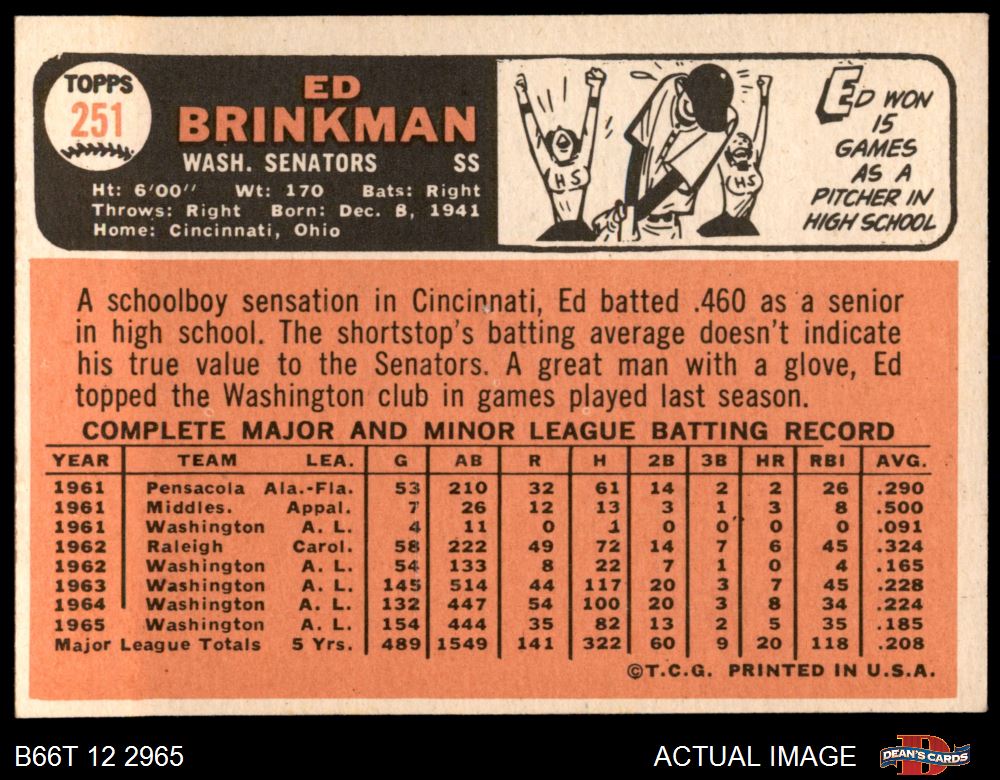 TOPPS
251
ED
BRINKMAN
WASH. SENATORS SS
Ht: 6'00" Wt: 170 Bats: Right
Throws: Right Born: Dec. 8, 1941
Home: Cincinnati, Ohio
HS
HS
ED WON
15
GAMES
AS A
PITCHER IN
HIGH SCHOOL
A schoolboy sensation in Cincinnati, Ed batted .460 as a senior
in high school. The shortstop's batting average doesn't indicate
his true value to the Senators. A great man with a glove, Ed
topped the Washington club in games played last season.
COMPLETE MAJOR AND MINOR LEAGUE BATTING RECORD
YEAR TEAM LEA. G AB R H 2B 3B HR RBI AVG.
1961 Pensacola Ala.-Fla. 53 210 32 61 14 2 2 26 .290
1961 Middles. Appal. 7 26 12 13 3 1 3 8 .500
1961 Washington A. L. 4 11 0 1 0 0 0 0 .091
1962 Raleigh Carol. 58 222 49 72 14 7 6 45 .324
1962 Washington A. L. 54 133 8 22 7 1 0 4 .165
1963 Washington A. L. 145 514 44 117 20 3 7 45 .228
1964 Washington A. L. 132 447 54 100 20 3 8 34 .224
1965 Washington A. L. 154 444 35 82 13 2 5 35 .185
Major League Totals 5 Yrs. 489 1549 141 322 60 9 20 118 .208
©T.C.G. PRINTED IN U.S.A.
B66T 12 2965 ACTUAL IMAGE
DEAN'S CARDS